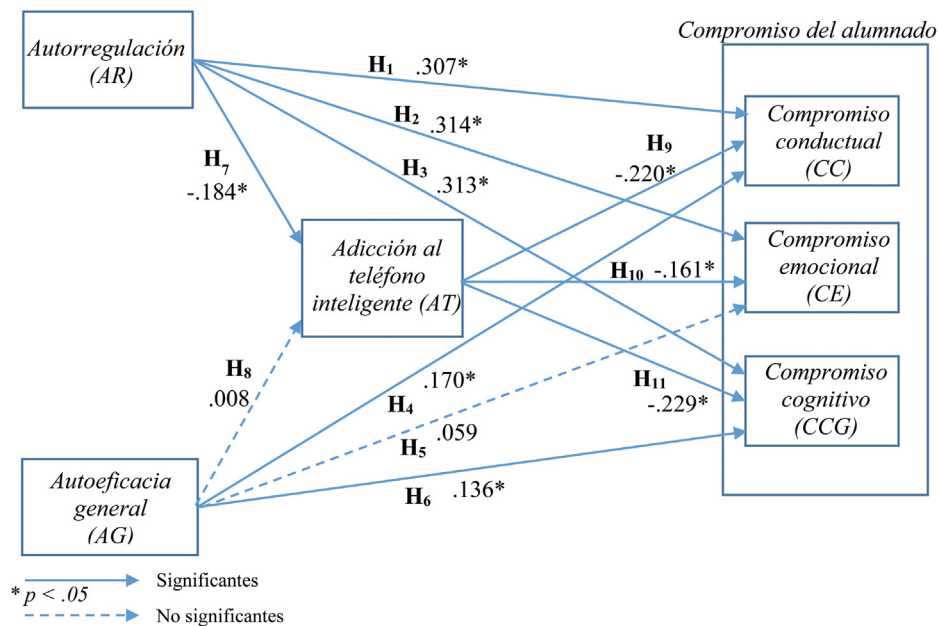 Compromiso del alumnado
Autorregulación
(AR)
H1 .307*
H2 .314*
H3 .313*
H7
-.184*
H9
-.220*
Compromiso
conductual
(CC)
Adicción al
teléfono
inteligente (AT)
H10 -.161*
Compromiso
emocional
(CE)
H8
.008
.170*
H4
H11
-.229*
Compromiso
cognitivo
(CCG)
.059
H5
H6 .136*
Autoeficacia
general
(AG)
Significantes
* p < .05
No significantes